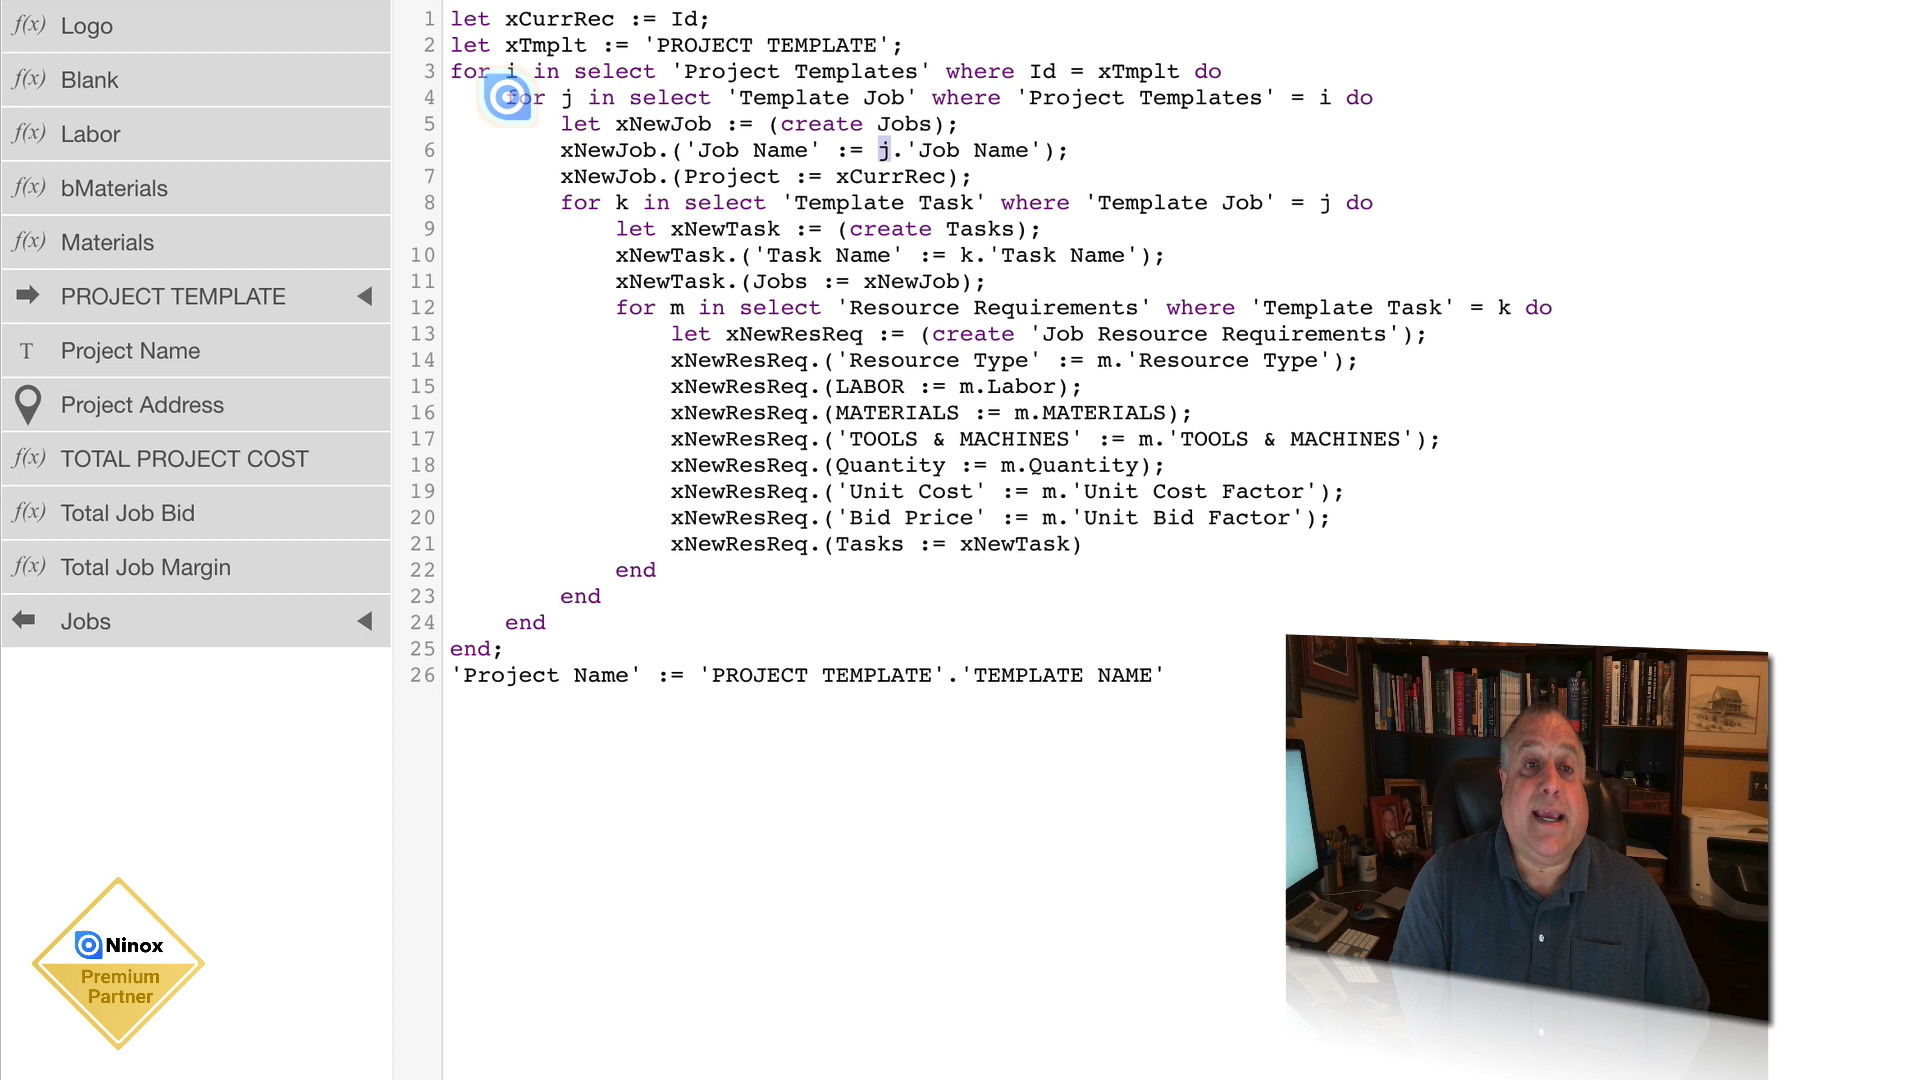 f(x) Logo
f(x) Blank
f(x) Labor
f(x) bMaterials
f(x) Materials
PROJECT TEMPLATE
T Project Name
Project Address
f(x) TOTAL PROJECT COST
f(x) Total Job Bid
f(x) Total Job Margin
Jobs
1 let xCurrRec := Id;
2 let xTmplt := 'PROJECT TEMPLATE';
3 for i in select 'Project Templates' where Id = xTmplt do
4 for j in select 'Template Job' where 'Project Templates' = i do
5 let xNewJob := (create Jobs);
6 xNewJob.('Job Name' := j.'Job Name');
7 xNewJob.(Project := xCurrRec);
8 for k in select 'Template Task' where 'Template Job' = j do
9 let xNewTask := (create Tasks);
10 xNewTask.('Task Name' := k.'Task Name');
11 xNewTask.(Jobs := xNewJob);
12 for m in select 'Resource Requirements' where 'Template Task' = k do
13 let xNewResReq := (create 'Job Resource Requirements');
14 xNewResReq.('Resource Type' := m.'Resource Type');
15 xNewResReq.(LABOR := m.Labor);
16 xNewResReq.(MATERIALS := m.MATERIALS);
17 xNewResReq.('TOOLS & MACHINES' := m.'TOOLS & MACHINES');
18 xNewResReq.(Quantity := m.Quantity);
19 xNewResReq.('Unit Cost' := m.'Unit Cost Factor');
20 xNewResReq.('Bid Price' := m.'Unit Bid Factor');
21 xNewResReq.(Tasks := xNewTask)
22 end
23 end
24 end
25 end;
26 'Project Name' := 'PROJECT TEMPLATE'.'TEMPLATE NAME'
Ninox
Premium
Partner